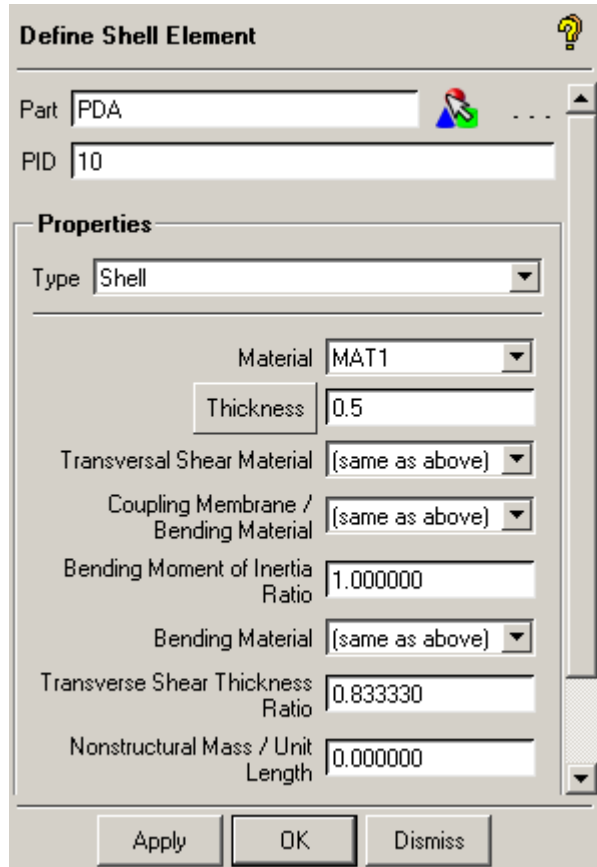 Define Shell Element
Part PDA ...
PID 10
Properties
Type Shell
Material MAT1
Thickness 0.5
Transversal Shear Material (same as above)
Coupling Membrane /
Bending Material (same as above)
Bending Moment of Inertia
Ratio 1.000000
Bending Material (same as above)
Transverse Shear Thickness
Ratio 0.833330
Nonstructural Mass / Unit
Length 0.000000
Apply OK Dismiss